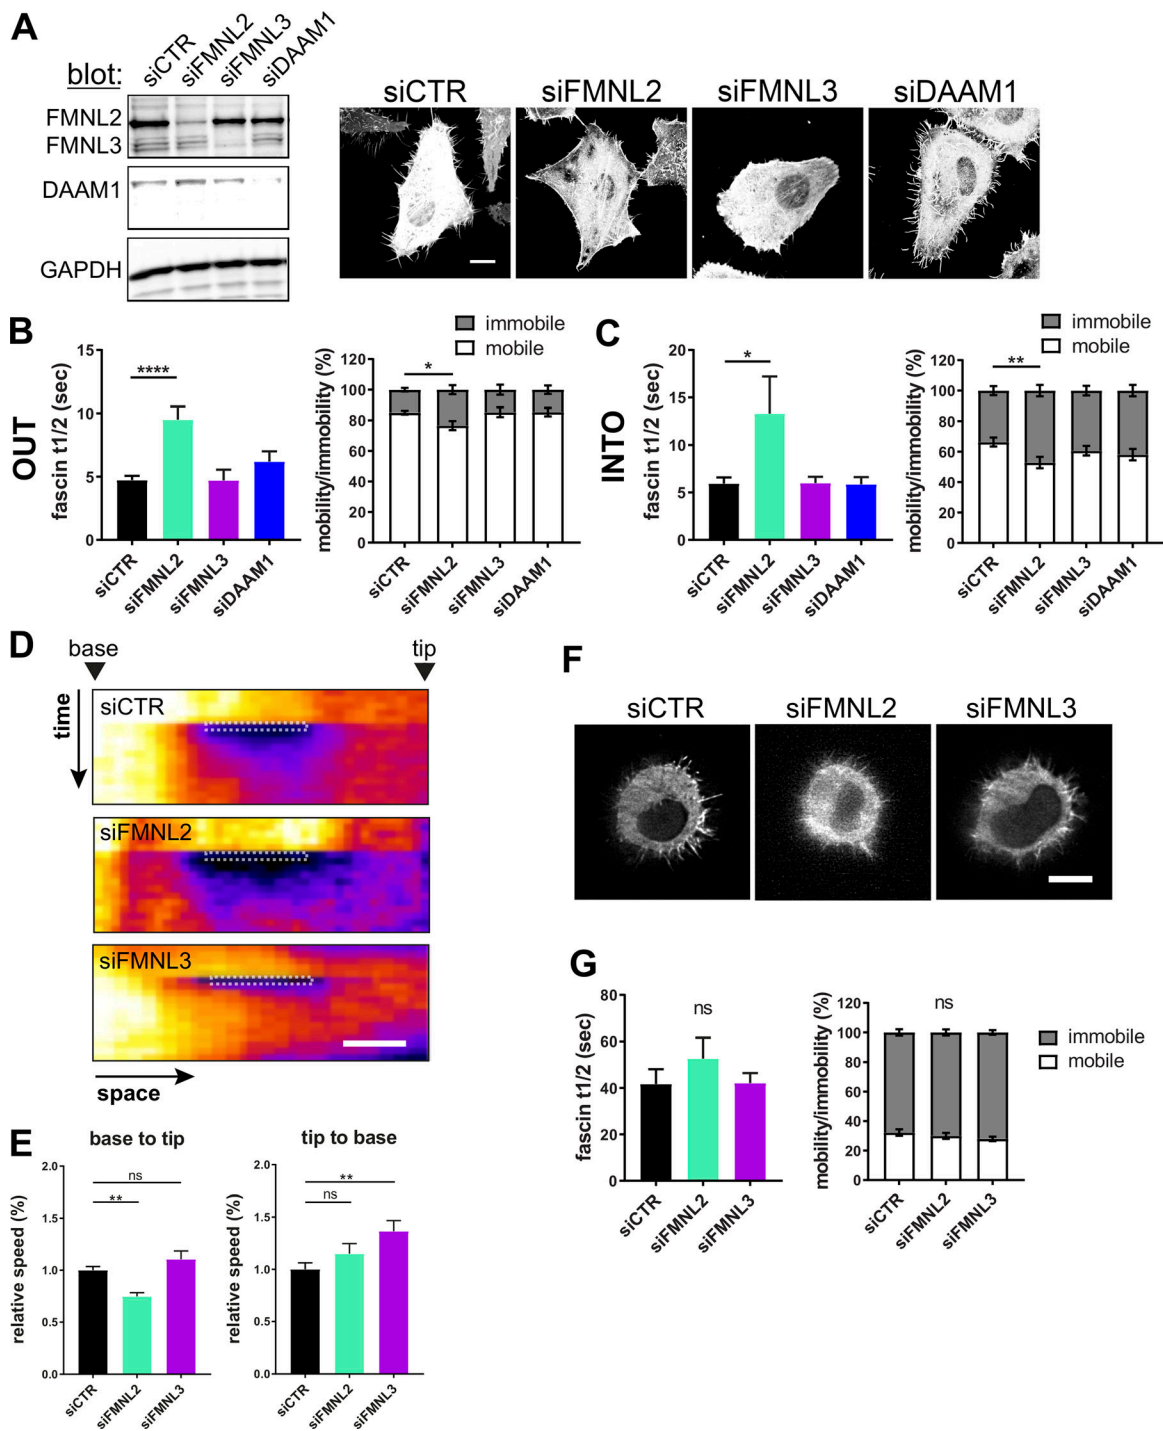 A
blot:
siCTR
siFMNL2
siFMNL3
siDAAM1
FMNL2
FMNL3
DAAM1
GAPDH
siCTR
siFMNL2
siFMNL3
siDAAM1
B
OUT
fascin t1/2 (sec)
15
10
5
0
****
siCTR
siFMNL2
siFMNL3
siDAAM1
immobile
mobile
mobility/immobility (%)
120
100
80
60
40
20
0
*
siCTR
siFMNL2
siFMNL3
siDAAM1
C
INTO
fascin t1/2 (sec)
20
15
10
5
0
*
siCTR
siFMNL2
siFMNL3
siDAAM1
immobile
mobile
mobility/immobility (%)
120
100
80
60
40
20
0
**
siCTR
siFMNL2
siFMNL3
siDAAM1
D
base
tip
time
siCTR
siFMNL2
siFMNL3
space
E
base to tip
relative speed (%)
2.0
1.5
1.0
0.5
0.0
ns
**
siCTR
siFMNL2
siFMNL3
tip to base
relative speed (%)
2.0
1.5
1.0
0.5
0.0
**
ns
siCTR
siFMNL2
siFMNL3
F
siCTR
siFMNL2
siFMNL3
G
fascin t1/2 (sec)
80
60
40
20
0
ns
siCTR
siFMNL2
siFMNL3
mobility/immobility (%)
120
100
80
60
40
20
0
ns
immobile
mobile
siCTR
siFMNL2
siFMNL3